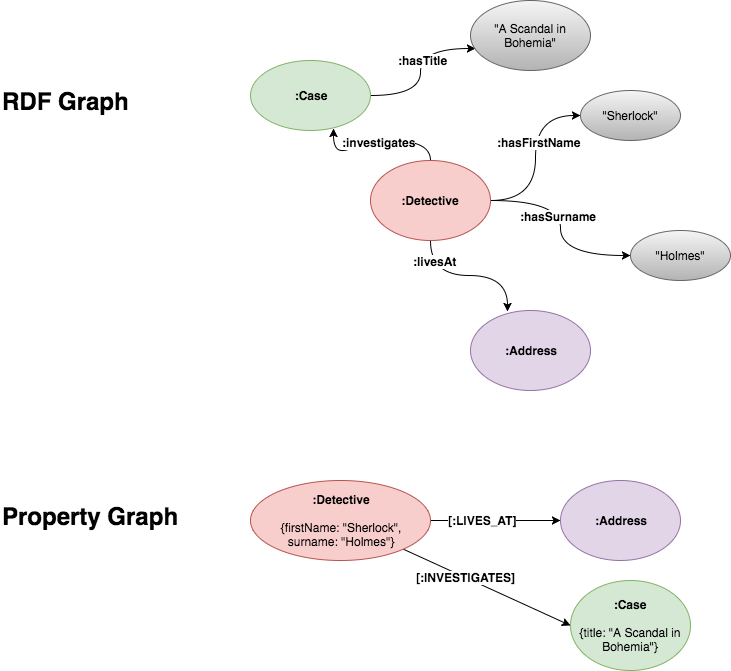 "A Scandal in
Bohemia"
:hasTitle
:Case
RDF Graph
"Sherlock"
:investigates
:hasFirstName
:Detective
:hasSurname
"Holmes"
:livesAt
:Address
:Detective
Property Graph
{firstName: "Sherlock",
surname: "Holmes"}
[:LIVES_AT]
:Address
[:INVESTIGATES]
:Case
{title: "A Scandal in
Bohemia"}